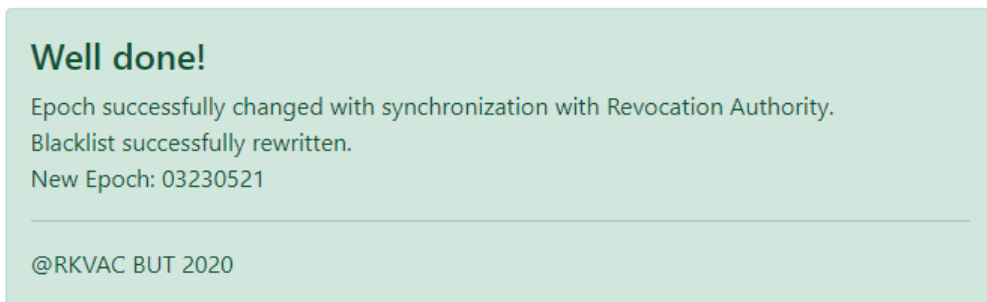 Well done!
Epoch successfully changed with synchronization with Revocation Authority.
Blacklist successfully rewritten.
New Epoch: 03230521
@RKVAC BUT 2020